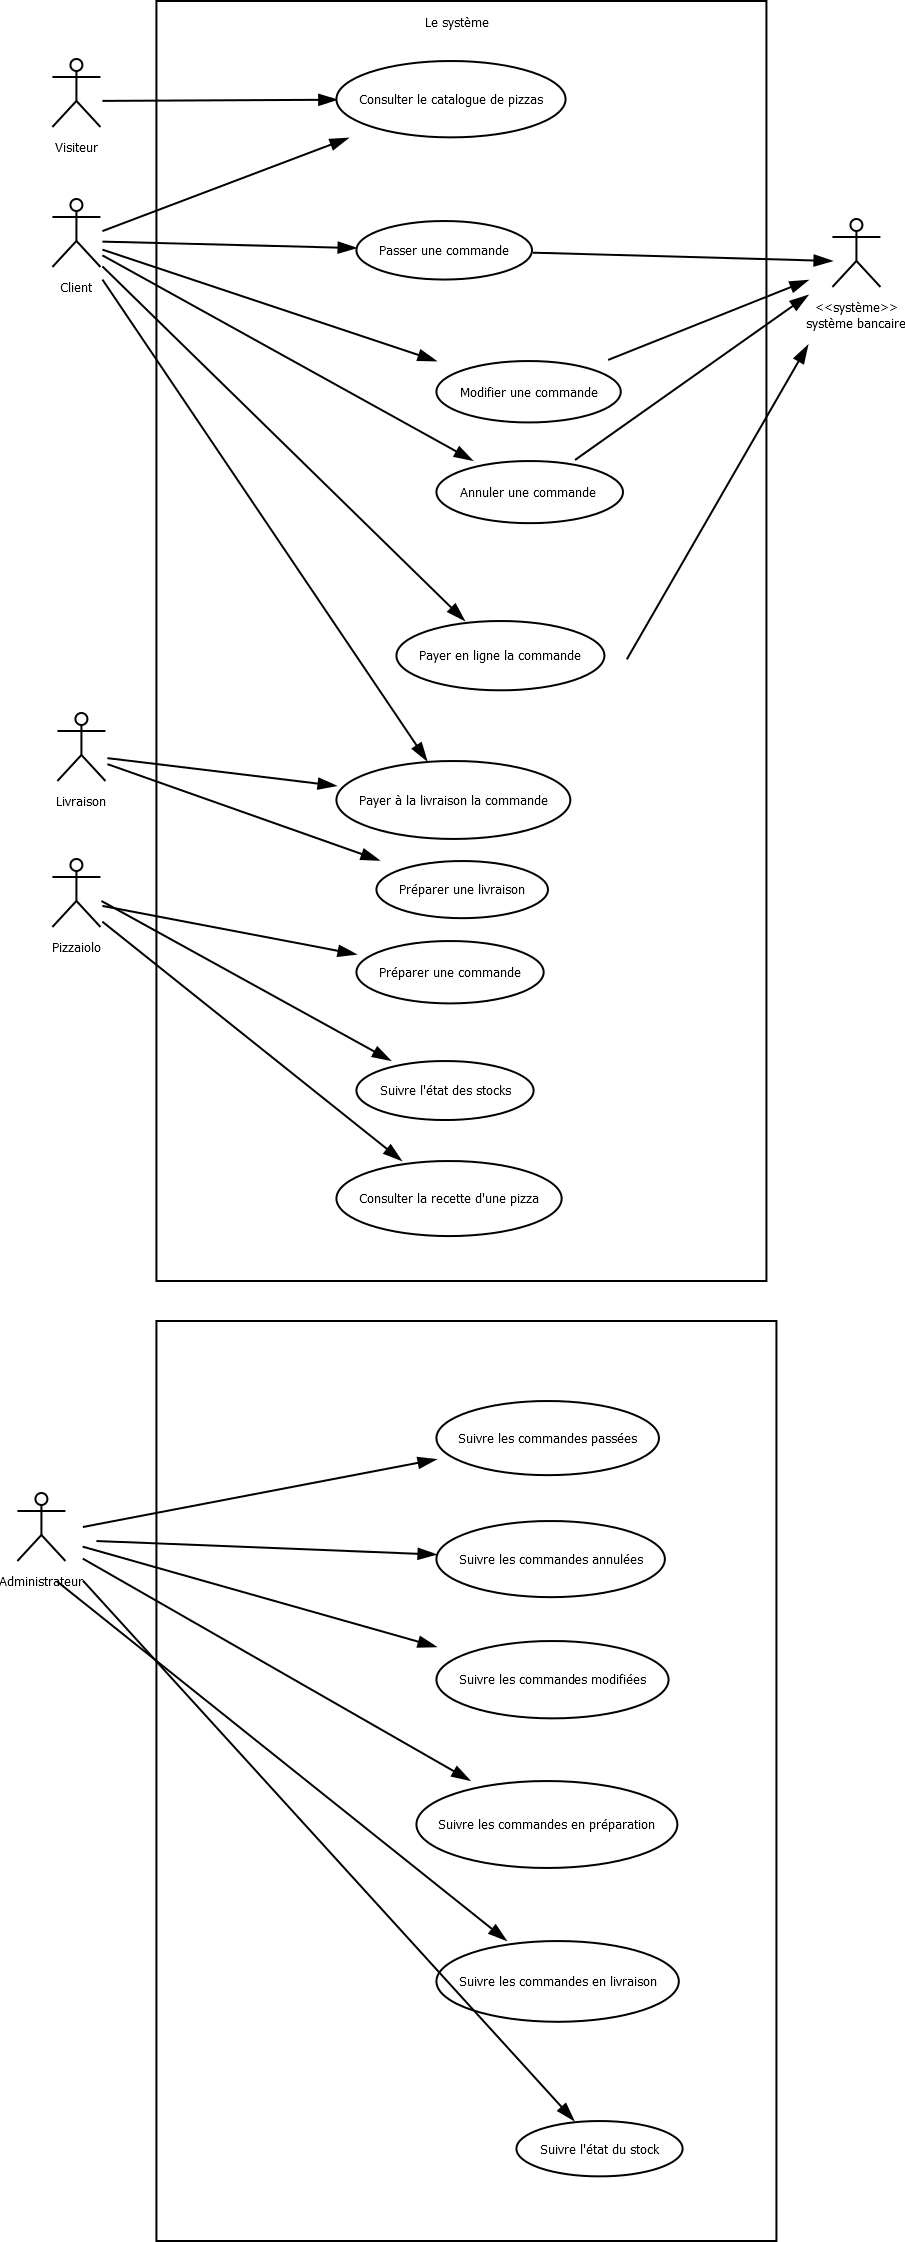 Le système
Visiteur
Consulter le catalogue de pizzas
Client
Passer une commande
<<système>>
système bancaire
Modifier une commande
Annuler une commande
Payer en ligne la commande
Livraison
Payer à la livraison la commande
Préparer une livraison
Pizzaiolo
Préparer une commande
Suivre l'état des stocks
Consulter la recette d'une pizza
Suivre les commandes passées
Administrateur
Suivre les commandes annulées
Suivre les commandes modifiées
Suivre les commandes en préparation
Suivre les commandes en livraison
Suivre l'état du stock